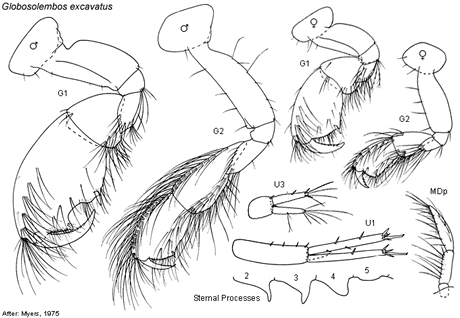 Globosolembos excavatus
♂
G1
♂
G2
♀
G1
♀
G2
U3
MDp
U1
2 3 4 5
Sternal Processes
After: Myers, 1975